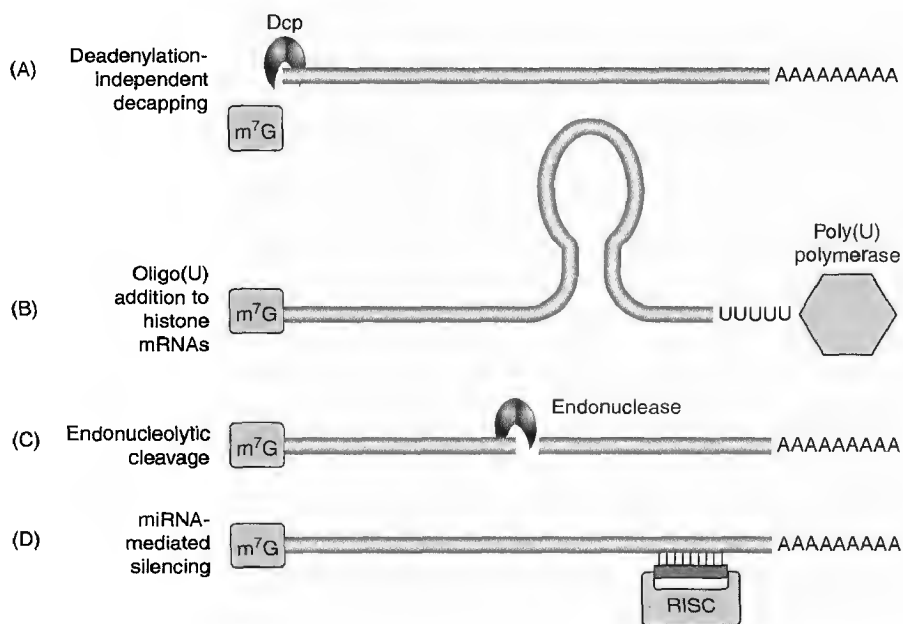 Dcp
(A) Deadenylation-
independent
decapping
AAAAAAAAA
m⁷G
Poly(U)
polymerase
(B) Oligo(U)
addition to
histone
mRNAs
m⁷G
UUUUU
Endonuclease
(C) Endonucleolytic
cleavage
m⁷G
AAAAAAAAA
(D) miRNA-
mediated
silencing
m⁷G
AAAAAAAAA
RISC